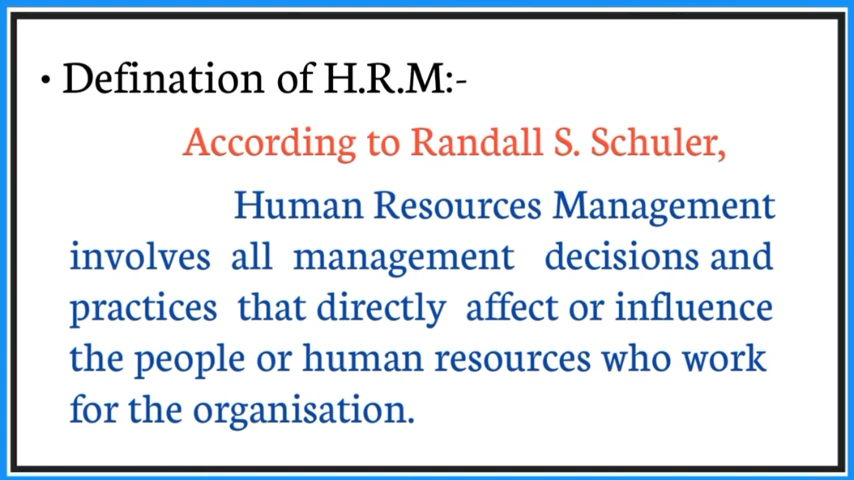 • Defination of H.R.M:-
According to Randall S. Schuler,
Human Resources Management
involves all management decisions and
practices that directly affect or influence
the people or human resources who work
for the organisation.